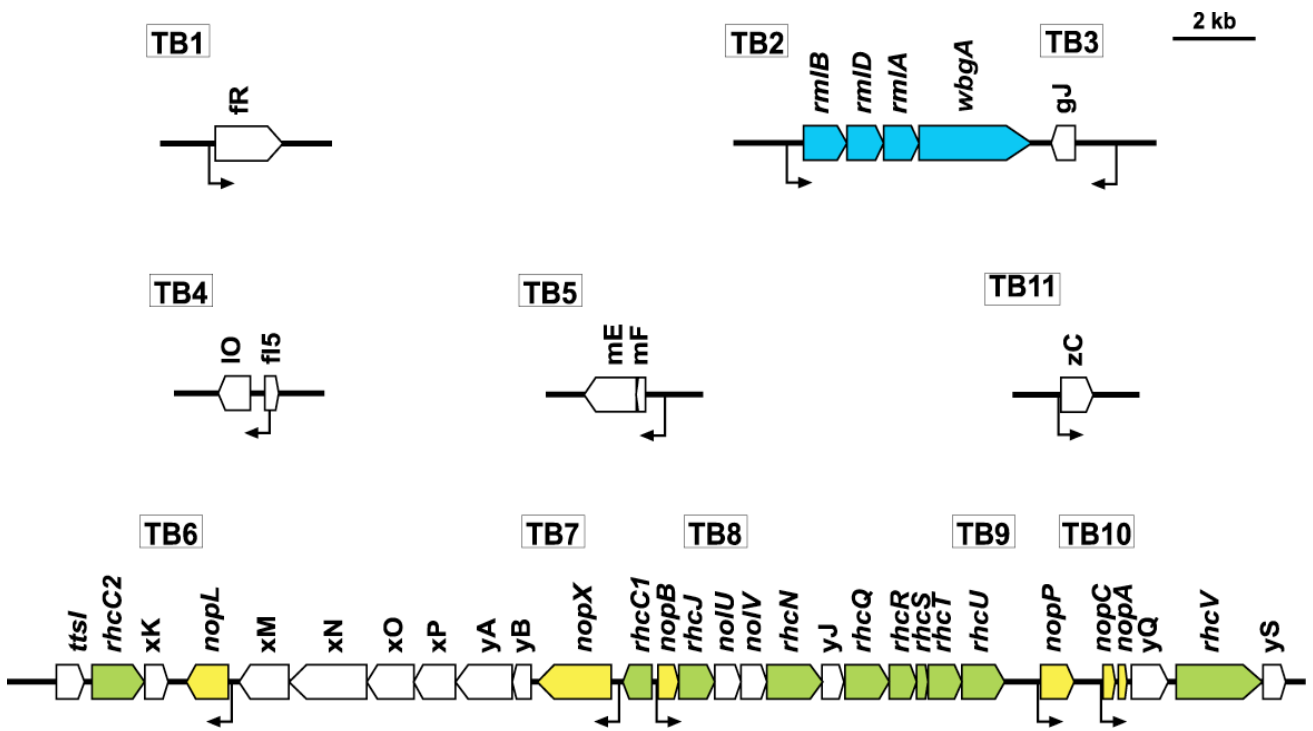 TB1
TB2
TB3
2 kb
fR
rmlB
rmlD
rmlA
wbgA
gJ
TB4
TB5
TB11
lO
fI5
mE
mF
zC
TB6
TB7
TB8
TB9
TB10
ttsI
rhcC2
xK
nopL
xM
xN
xO
xP
yA
yB
nopX
rhcC1
nopB
rhcJ
nolU
nolV
rhcN
yJ
rhcQ
rhcR
rhcS
rhcT
rhcU
nopP
nopC
nopA
yQ
rhcV
yS